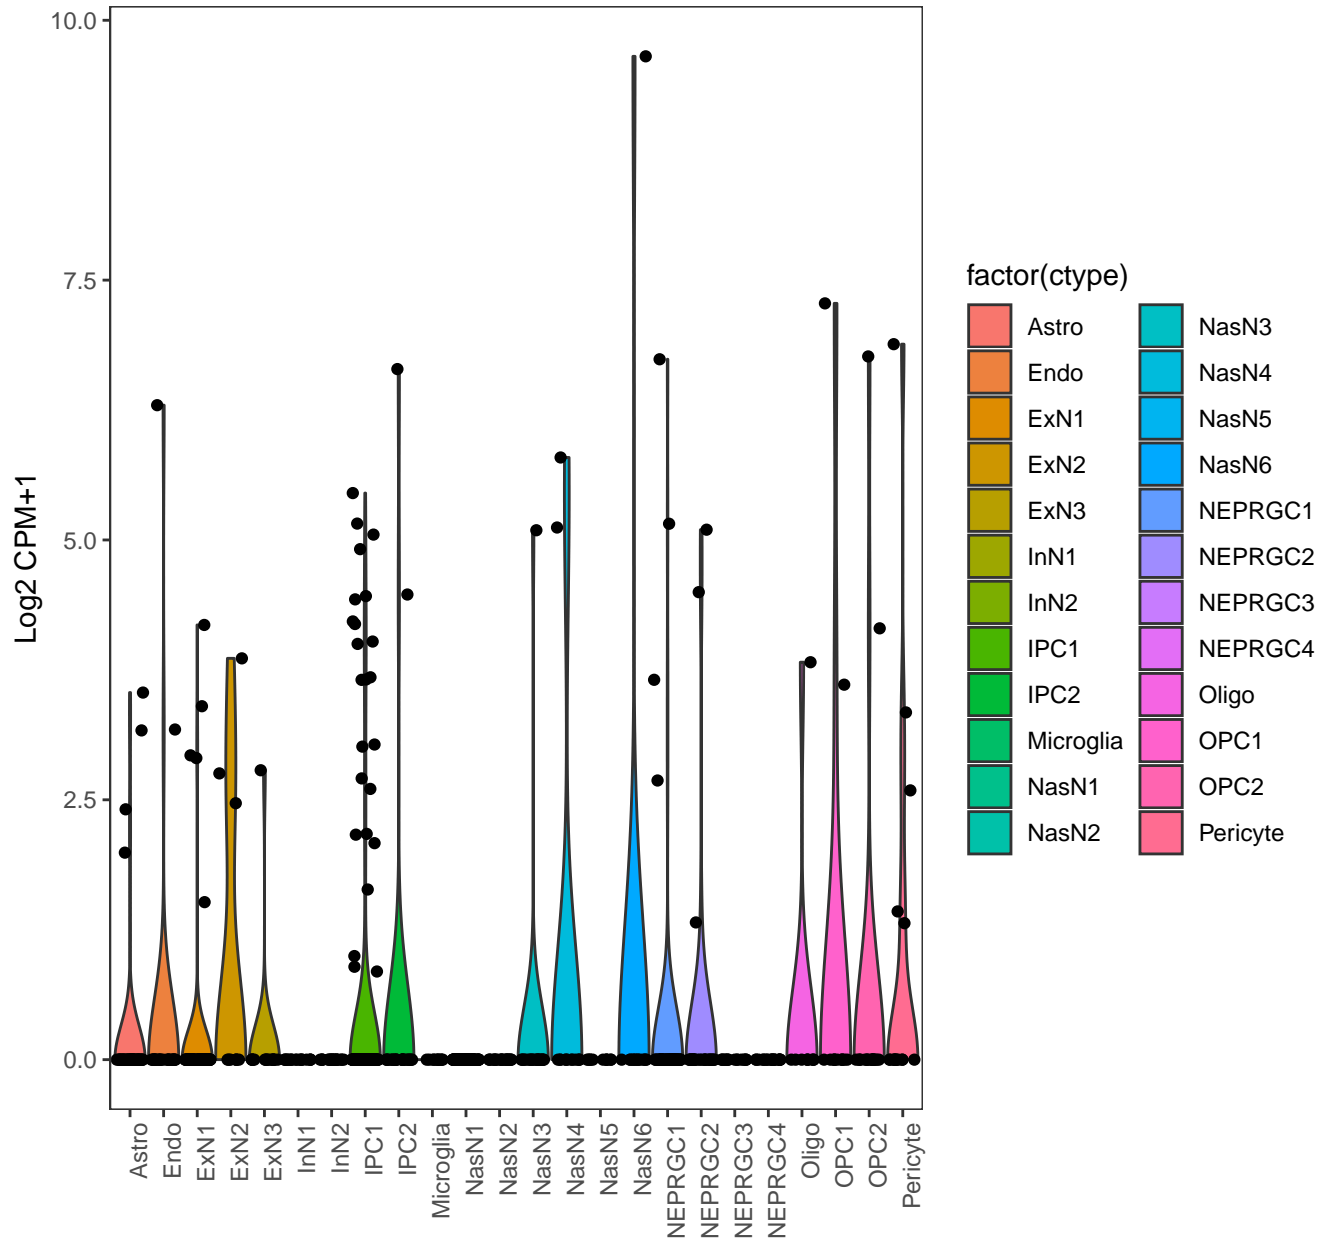 10.0
7.5
5.0
2.5
0.0
Log2 CPM+1
Astro
Endo
ExN1
ExN2
ExN3
InN1
InN2
IPC1
IPC2
Microglia
NasN1
NasN2
NasN3
NasN4
NasN5
NasN6
NEPRGC1
NEPRGC2
NEPRGC3
NEPRGC4
Oligo
OPC1
OPC2
Pericyte
factor(ctype)
Astro
Endo
ExN1
ExN2
ExN3
InN1
InN2
IPC1
IPC2
Microglia
NasN1
NasN2
NasN3
NasN4
NasN5
NasN6
NEPRGC1
NEPRGC2
NEPRGC3
NEPRGC4
Oligo
OPC1
OPC2
Pericyte